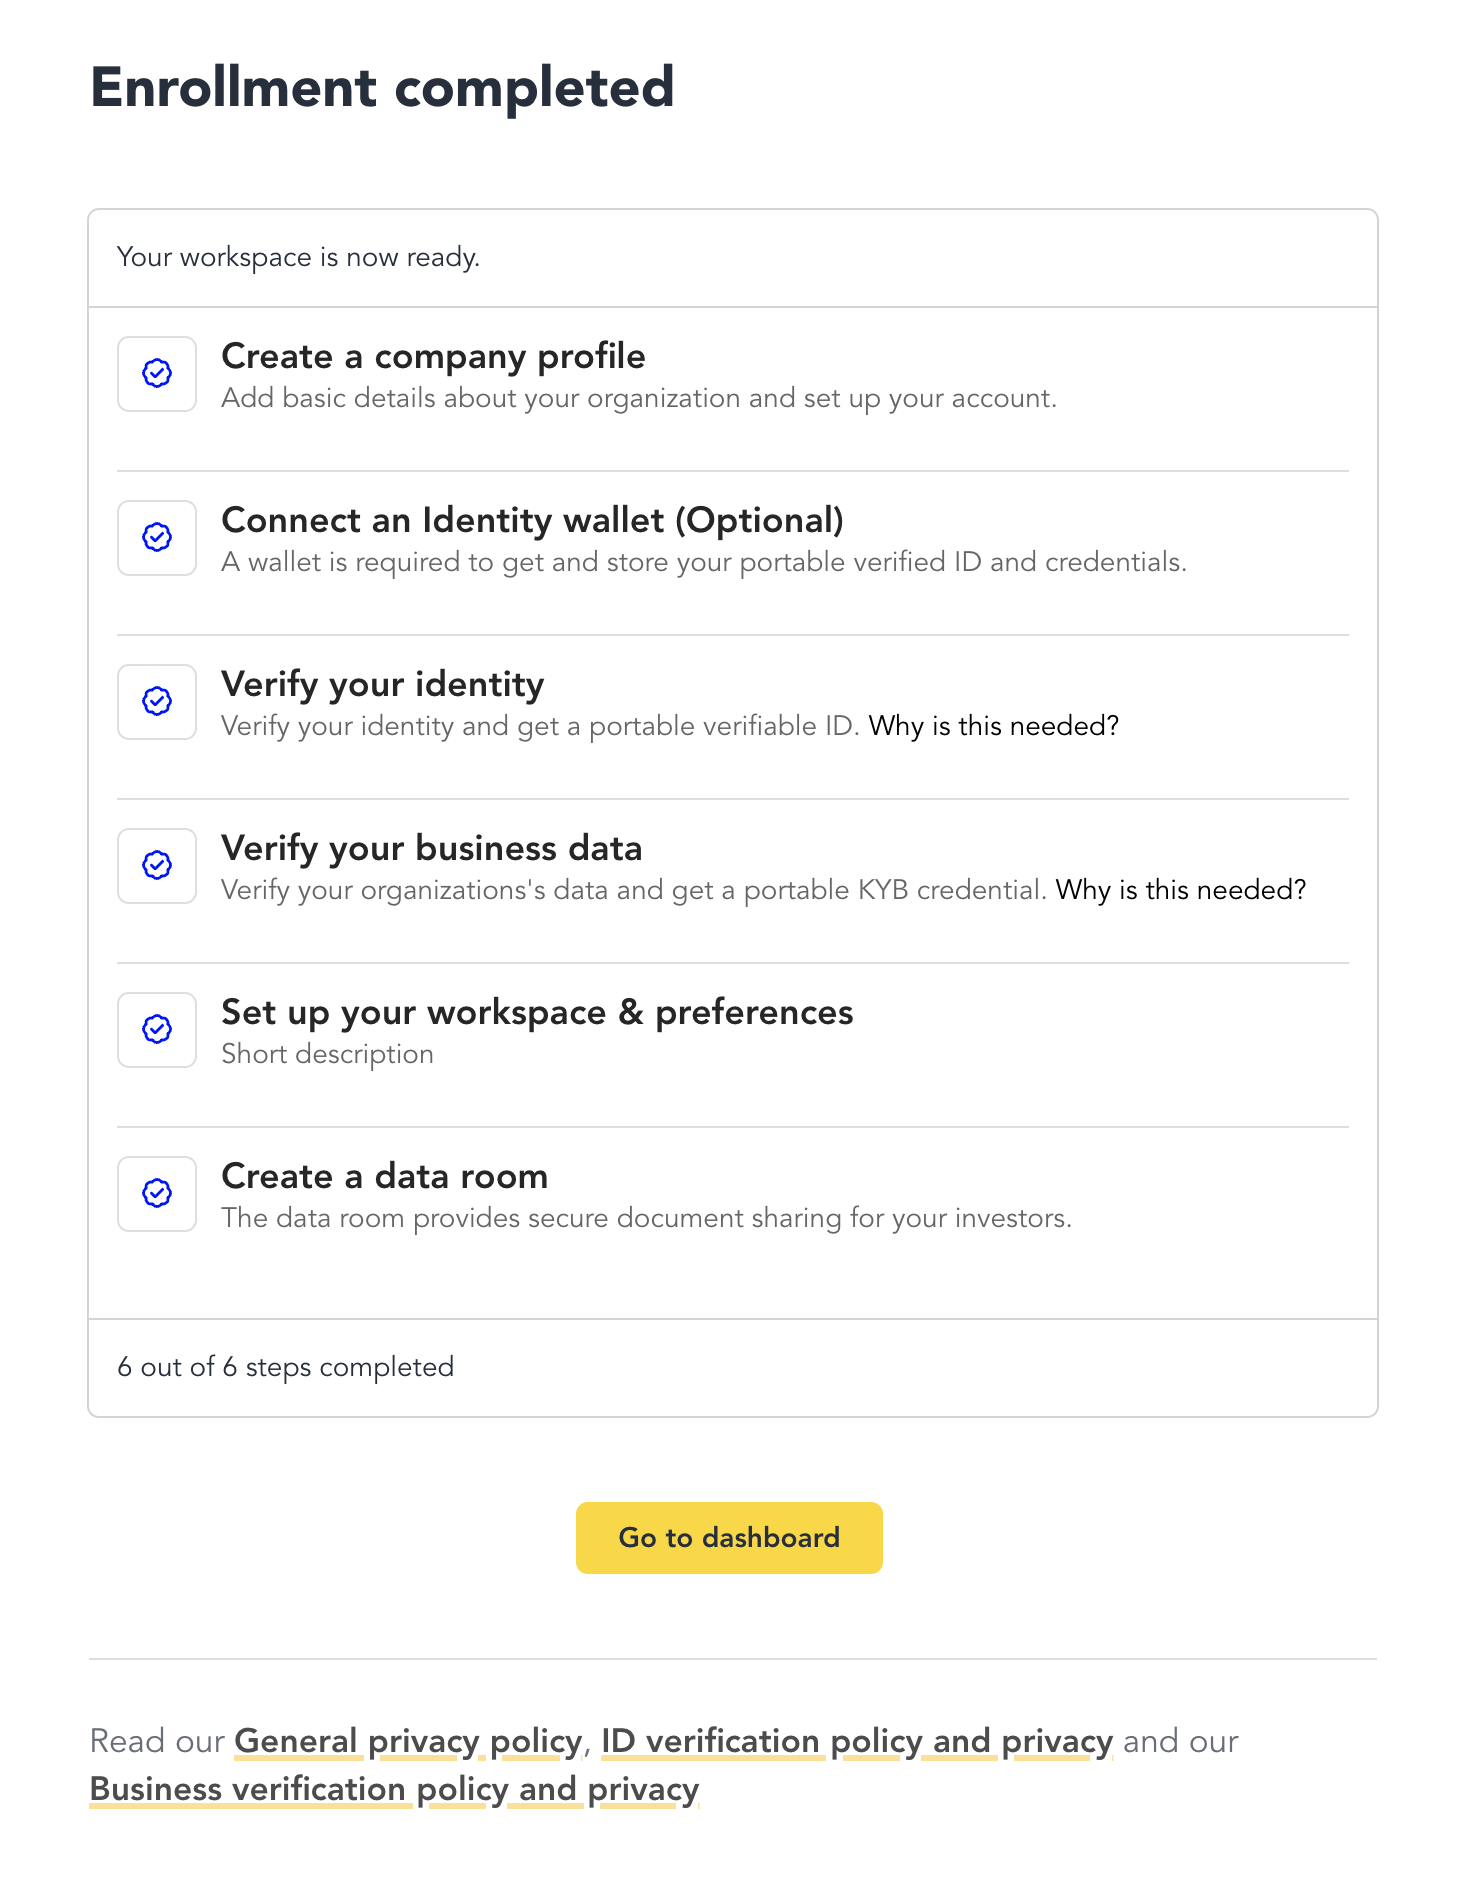 Enrollment completed
Your workspace is now ready.
Create a company profile
Add basic details about your organization and set up your account.
Connect an Identity wallet (Optional)
A wallet is required to get and store your portable verified ID and credentials.
Verify your identity
Verify your identity and get a portable verifiable ID. Why is this needed?
Verify your business data
Verify your organizations's data and get a portable KYB credential. Why is this needed?
Set up your workspace & preferences
Short description
Create a data room
The data room provides secure document sharing for your investors.
6 out of 6 steps completed
Go to dashboard
Read our General privacy policy, ID verification policy and privacy and our
Business verification policy and privacy